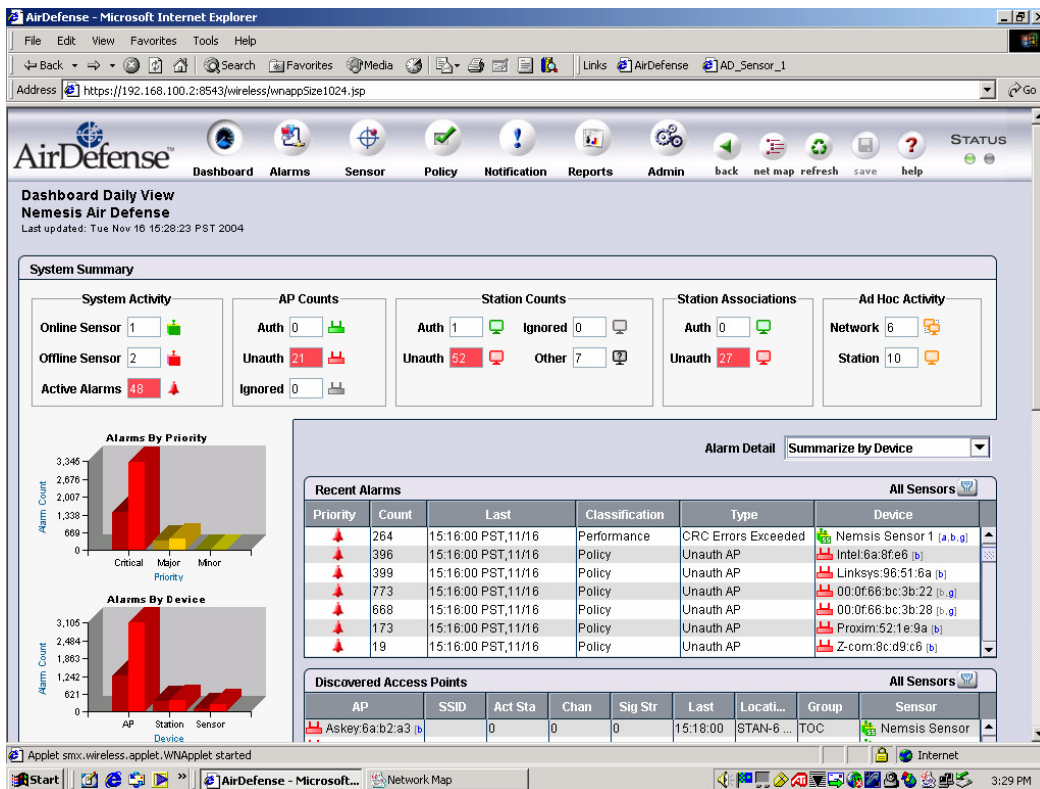 AirDefense - Microsoft Internet Explorer
File Edit View Favorites Tools Help
Back Search Favorites Media Links AirDefense AD_Sensor_1
Address https://192.168.100.2:8543/wireless/wnappSize1024.jsp Go
AirDefense™ Dashboard Alarms Sensor Policy Notification Reports Admin back net map refresh save help STATUS
Dashboard Daily View
Nemesis Air Defense
Last updated: Tue Nov 16 15:28:23 PST 2004
System Summary
System Activity AP Counts Station Counts Station Associations Ad Hoc Activity
Online Sensor 1 Auth 0 Auth 1 Ignored 0 Auth 0 Network 6
Offline Sensor 2 Unauth 21 Unauth 52 Other 7 Unauth 27 Station 10
Active Alarms 48 Ignored 0
Alarms By Priority
Alarm Count
3,346
2,676
2,007
1,338
669
0
Critical Major Minor
Priority
Alarms By Device
Alarm Count
3,105
2,484
1,863
1,242
621
0
AP Station Sensor
Device
Alarm Detail Summarize by Device
Recent Alarms All Sensors
Priority Count Last Classification Type Device
264 15:16:00 PST,11/16 Performance CRC Errors Exceeded Nemsis Sensor 1 [a,b,g]
396 15:16:00 PST,11/16 Policy Unauth AP Intel:6a:8f:e6 [b]
399 15:16:00 PST,11/16 Policy Unauth AP Linksys:96:51:6a [b]
773 15:16:00 PST,11/16 Policy Unauth AP 00:0f:66:bc:3b:22 [b,g]
668 15:16:00 PST,11/16 Policy Unauth AP 00:0f:66:bc:3b:28 [b,g]
173 15:16:00 PST,11/16 Policy Unauth AP Proxim:52:1e:9a [b]
19 15:16:00 PST,11/16 Policy Unauth AP Z-com:8c:d9:c6 [b]
Discovered Access Points All Sensors
AP SSID Act Sta Chan Sig Str Last Locati... Group Sensor
Askey:6a:b2:a3 [b 0 0 0 15:18:00 STAN-6 ... TOC Nemsis Sensor
Applet smx.wireless.applet.WNApplet started Internet
Start » AirDefense - Microsoft... Network Map 3:29 PM